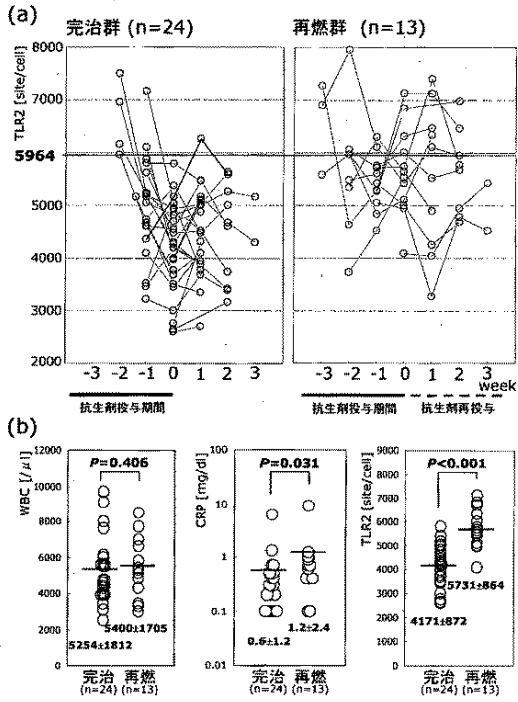 (a)
完治群 (n=24)
再燃群 (n=13)
TLR2 [site/cell]
8000
7000
5964
5000
4000
3000
2000
-3 -2 -1 0 1 2 3
-3 -2 -1 0 1 2 3
week
抗生剤投与期間
抗生剤投与期間
抗生剤再投与
(b)
WBC [/μl]
12000
10000
8000
6000
4000
2000
0
P=0.406
5254±1812
5400±1705
完治 再燃
(n=24) (n=13)
CRP [mg/dl]
100
10
1
0.1
0.01
P=0.031
0.6±1.2
1.2±2.4
完治 再燃
(n=24) (n=13)
TLR2 [site/cell]
9000
8000
7000
6000
5000
4000
3000
2000
1000
0
P<0.001
4171±872
5731±864
完治 再燃
(n=24) (n=13)